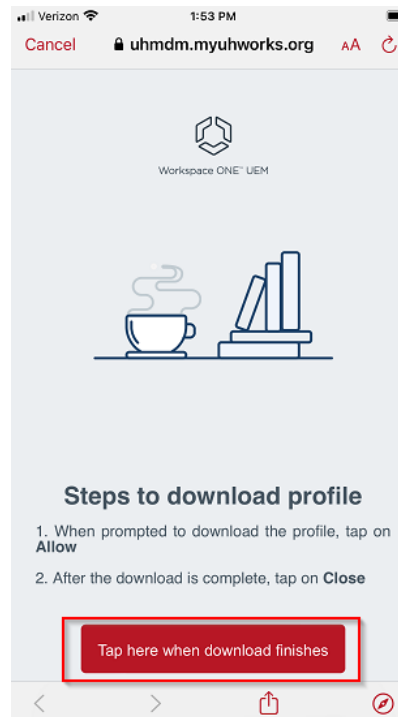 Verizon 1:53 PM
Cancel uhmdm.myuhworks.org AA
Workspace ONE™ UEM
Steps to download profile
1. When prompted to download the profile, tap on
Allow
2. After the download is complete, tap on Close
Tap here when download finishes